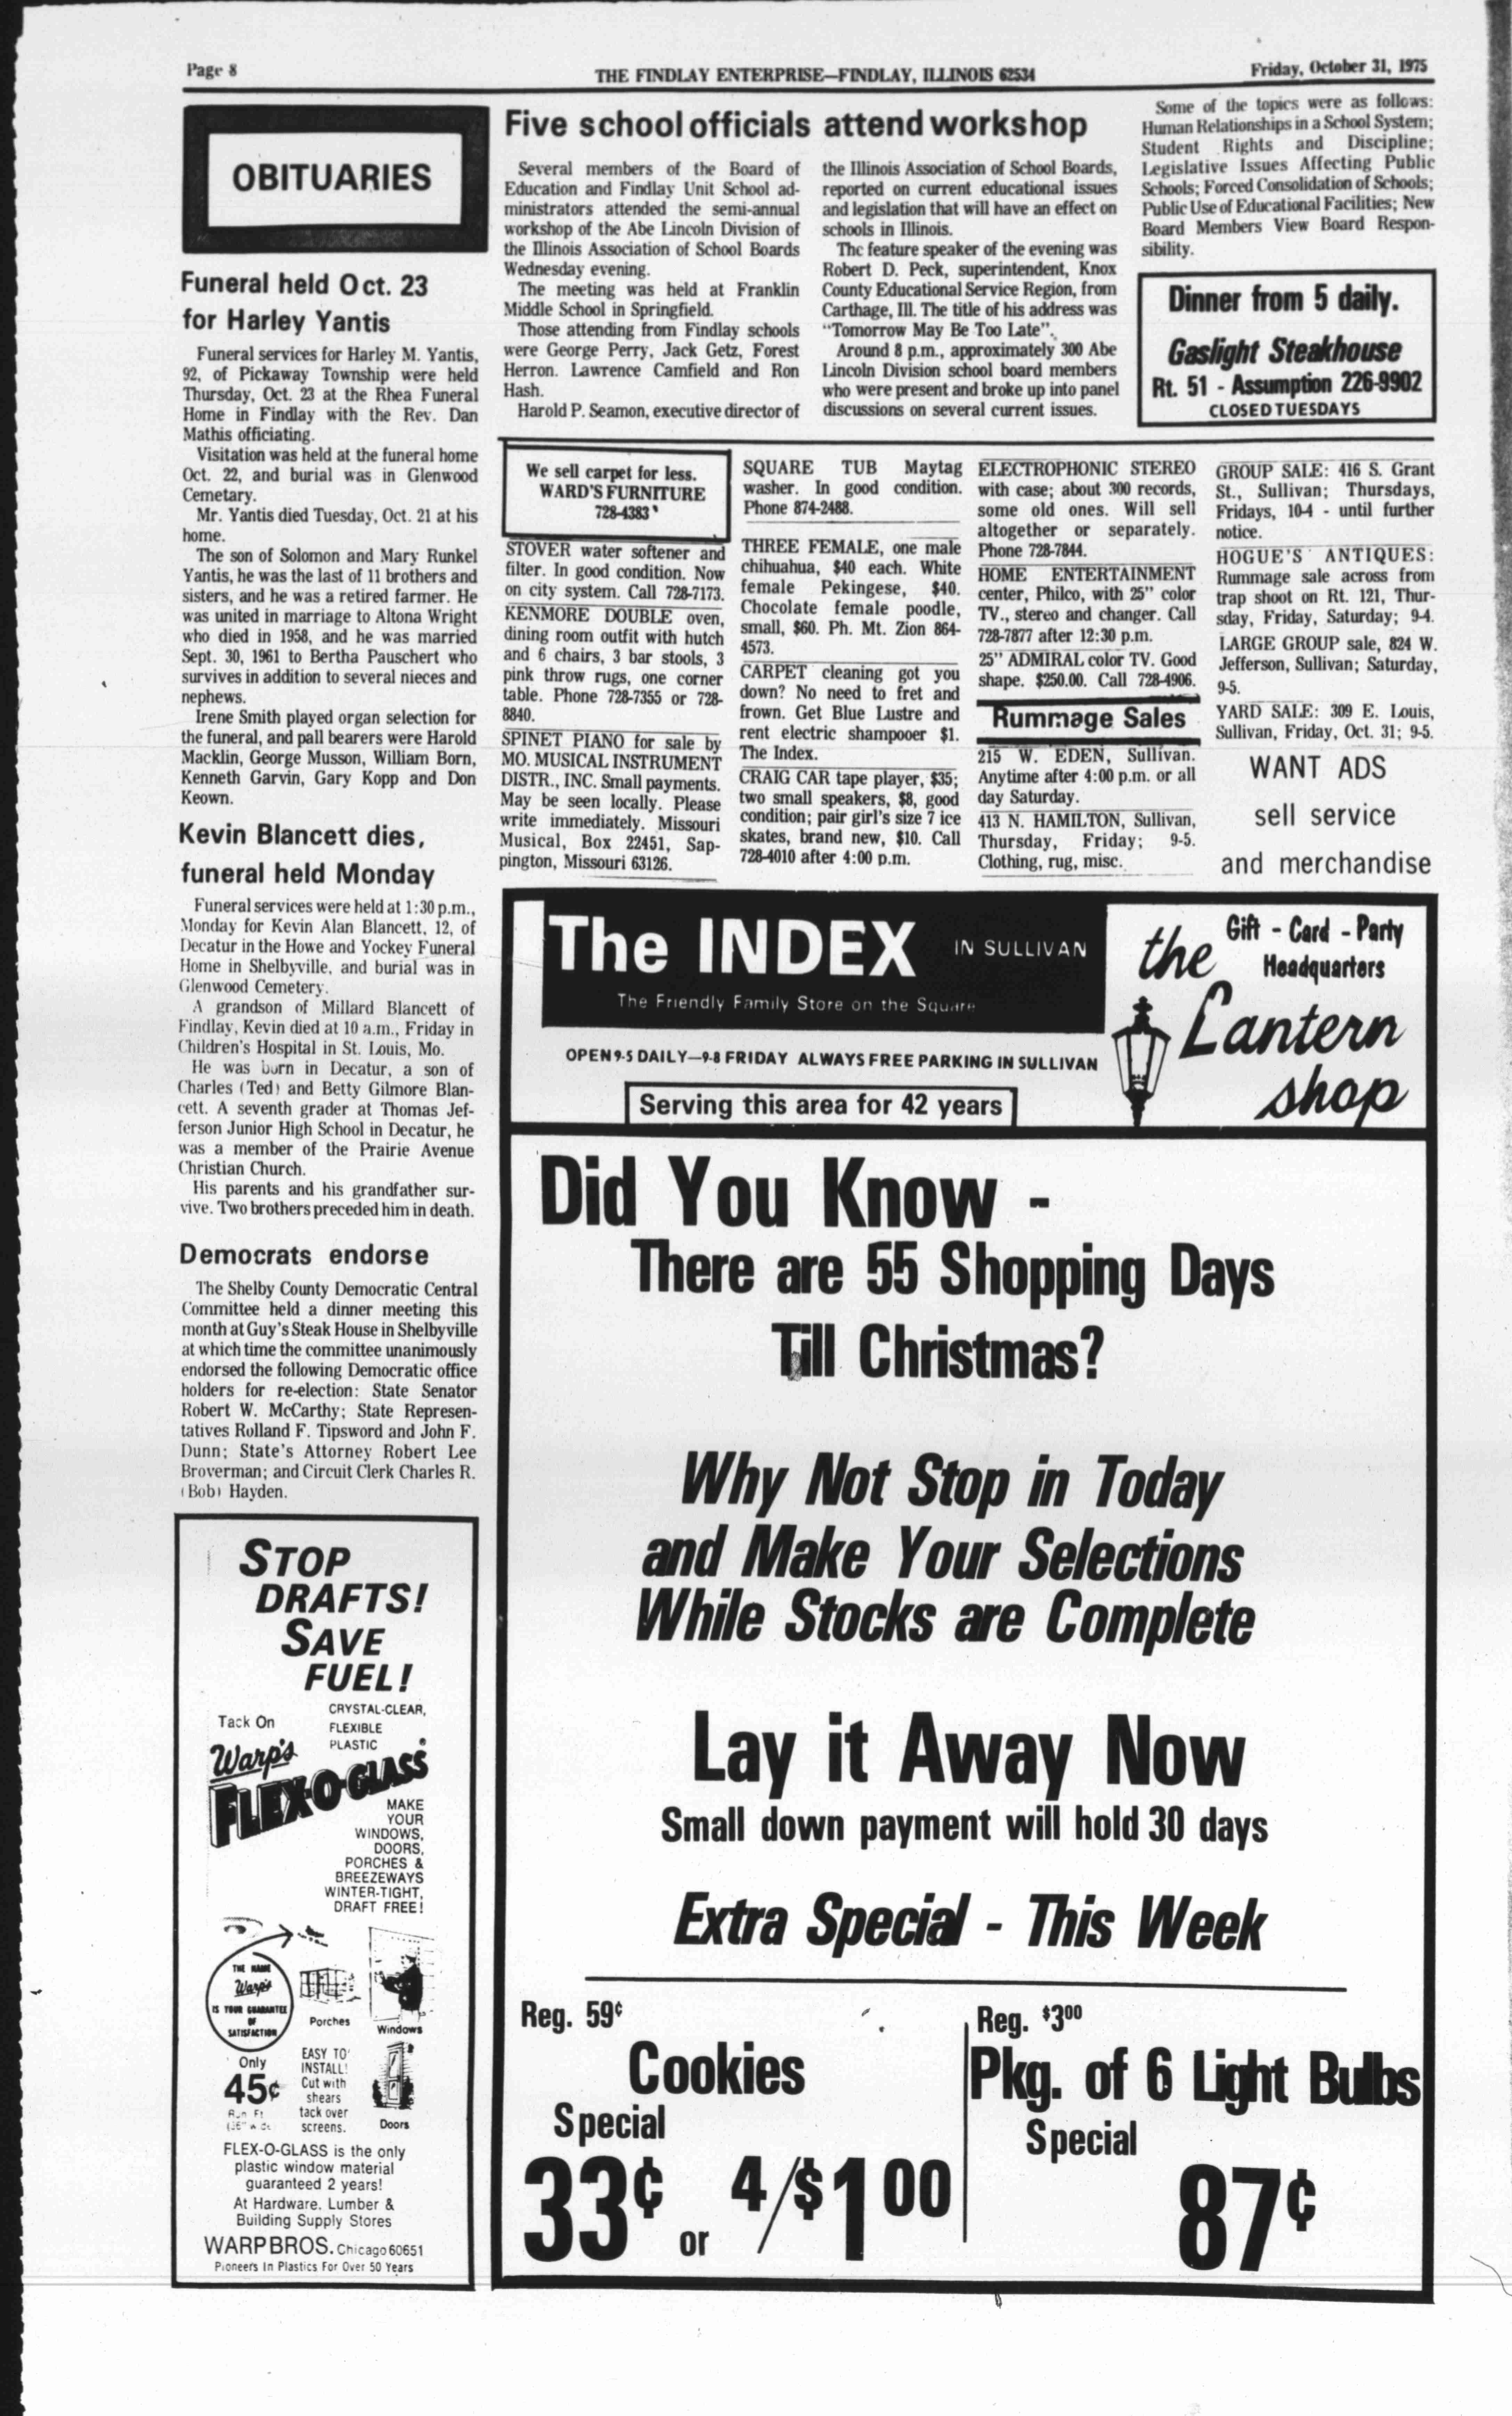 Page 8
THE FINDLAY ENTERPRISE—FINDLAY, ILLINOIS 62534
Friday, October 31, 1975
OBITUARIES
Funeral held Oct. 23
for Harley Yantis
Funeral services for Harley M. Yantis,
92, of Pickaway Township were held
Thursday, Oct. 23 at the Rhea Funeral
Home in Findlay with the Rev. Dan
Mathis officiating.
Visitation was held at the funeral home
Oct. 22, and burial was in Glenwood
Cemetary.
Mr. Yantis died Tuesday, Oct. 21 at his
home.
The son of Solomon and Mary Runkel
Yantis, he was the last of 11 brothers and
sisters, and he was a retired farmer. He
was united in marriage to Altona Wright
who died in 1958, and he was married
Sept. 30, 1961 to Bertha Pauschert who
survives in addition to several nieces and
nephews.
Irene Smith played organ selection for
the funeral, and pall bearers were Harold
Macklin, George Musson, William Born,
Kenneth Garvin, Gary Kopp and Don
Keown.
Kevin Blancett dies,
funeral held Monday
Funeral services were held at 1:30 p.m.,
Monday for Kevin Alan Blancett, 12, of
Decatur in the Howe and Yockey Funeral
Home in Shelbyville, and burial was in
Glenwood Cemetery.
A grandson of Millard Blancett of
Findlay, Kevin died at 10 a.m., Friday in
Children's Hospital in St. Louis, Mo.
He was born in Decatur, a son of
Charles (Ted) and Betty Gilmore Blan-
cett. A seventh grader at Thomas Jef-
ferson Junior High School in Decatur, he
was a member of the Prairie Avenue
Christian Church.
His parents and his grandfather sur-
vive. Two brothers preceded him in death.
Democrats endorse
The Shelby County Democratic Central
Committee held a dinner meeting this
month at Guy's Steak House in Shelbyville
at which time the committee unanimously
endorsed the following Democratic office
holders for re-election: State Senator
Robert W. McCarthy; State Represen-
tatives Rolland F. Tipsword and John F.
Dunn; State's Attorney Robert Lee
Broverman; and Circuit Clerk Charles R.
(Bob) Hayden.
STOP
DRAFTS!
SAVE
FUEL!
Tack On
CRYSTAL-CLEAR,
FLEXIBLE
PLASTIC
Warp's
FLEX-O-GLASS
MAKE
YOUR
WINDOWS,
DOORS,
PORCHES &
BREEZEWAYS
WINTER-TIGHT,
DRAFT FREE!
THE NAME
Warp's
IS YOUR GUARANTEE
OF
SATISFACTION
Porches
Windows
Only
45¢
Run. Ft.
(36" wide)
EASY TO
INSTALL!
Cut with
shears
tack over
screens.
Doors
FLEX-O-GLASS is the only
plastic window material
guaranteed 2 years!
At Hardware, Lumber &
Building Supply Stores
WARP BROS. Chicago 60651
Pioneers In Plastics For Over 50 Years
Five school officials attend workshop
Several members of the Board of
Education and Findlay Unit School ad-
ministrators attended the semi-annual
workshop of the Abe Lincoln Division of
the Illinois Association of School Boards
Wednesday evening.
The meeting was held at Franklin
Middle School in Springfield.
Those attending from Findlay schools
were George Perry, Jack Getz, Forest
Herron. Lawrence Camfield and Ron
Hash.
Harold P. Seamon, executive director of
the Illinois Association of School Boards,
reported on current educational issues
and legislation that will have an effect on
schools in Illinois.
The feature speaker of the evening was
Robert D. Peck, superintendent, Knox
County Educational Service Region, from
Carthage, Ill. The title of his address was
"Tomorrow May Be Too Late".
Around 8 p.m., approximately 300 Abe
Lincoln Division school board members
who were present and broke up into panel
discussions on several current issues.
Some of the topics were as follows:
Human Relationships in a School System;
Student Rights and Discipline;
Legislative Issues Affecting Public
Schools; Forced Consolidation of Schools;
Public Use of Educational Facilities; New
Board Members View Board Respon-
sibility.
Dinner from 5 daily.
Gaslight Steakhouse
Rt. 51 - Assumption 226-9902
CLOSED TUESDAYS
We sell carpet for less.
WARD'S FURNITURE
728-4383
STOVER water softener and
filter. In good condition. Now
on city system. Call 728-7173.
KENMORE DOUBLE oven,
dining room outfit with hutch
and 6 chairs, 3 bar stools, 3
pink throw rugs, one corner
table. Phone 728-7355 or 728-
8840.
SPINET PIANO for sale by
MO. MUSICAL INSTRUMENT
DISTR., INC. Small payments.
May be seen locally. Please
write immediately. Missouri
Musical, Box 22451, Sap-
pington, Missouri 63126.
SQUARE TUB Maytag
washer. In good condition.
Phone 874-2488.
THREE FEMALE, one male
chihuahua, $40 each. White
female Pekingese, $40.
Chocolate female poodle,
small, $60. Ph. Mt. Zion 864-
4573.
CARPET cleaning got you
down? No need to fret and
frown. Get Blue Lustre and
rent electric shampooer $1.
The Index.
CRAIG CAR tape player, $35;
two small speakers, $8, good
condition; pair girl's size 7 ice
skates, brand new, $10. Call
728-4010 after 4:00 p.m.
ELECTROPHONIC STEREO
with case; about 300 records,
some old ones. Will sell
altogether or separately.
Phone 728-7844.
HOME ENTERTAINMENT
center, Philco, with 25" color
TV., stereo and changer. Call
728-7877 after 12:30 p.m.
25" ADMIRAL color TV. Good
shape. $250.00. Call 728-4906.
Rummage Sales
215 W. EDEN, Sullivan.
Anytime after 4:00 p.m. or all
day Saturday.
413 N. HAMILTON, Sullivan,
Thursday, Friday; 9-5.
Clothing, rug, misc.
GROUP SALE: 416 S. Grant
St., Sullivan; Thursdays,
Fridays, 10-4 - until further
notice.
HOGUE'S ANTIQUES:
Rummage sale across from
trap shoot on Rt. 121, Thur-
sday, Friday, Saturday; 9-4.
LARGE GROUP sale, 824 W.
Jefferson, Sullivan; Saturday,
9-5.
YARD SALE: 309 E. Louis,
Sullivan, Friday, Oct. 31; 9-5.
WANT ADS
sell service
and merchandise
The INDEX IN SULLIVAN
The Friendly Family Store on the Square
OPEN 9-5 DAILY—9-8 FRIDAY ALWAYS FREE PARKING IN SULLIVAN
Serving this area for 42 years
Gift - Card - Party
Headquarters
the
Lantern
shop
Did You Know -
There are 55 Shopping Days
Till Christmas?
Why Not Stop in Today
and Make Your Selections
While Stocks are Complete
Lay it Away Now
Small down payment will hold 30 days
Extra Special - This Week
Reg. 59¢
Cookies
Special
33¢ or 4/$1 00
Reg. $3 00
Pkg. of 6 Light Bulbs
Special
87¢